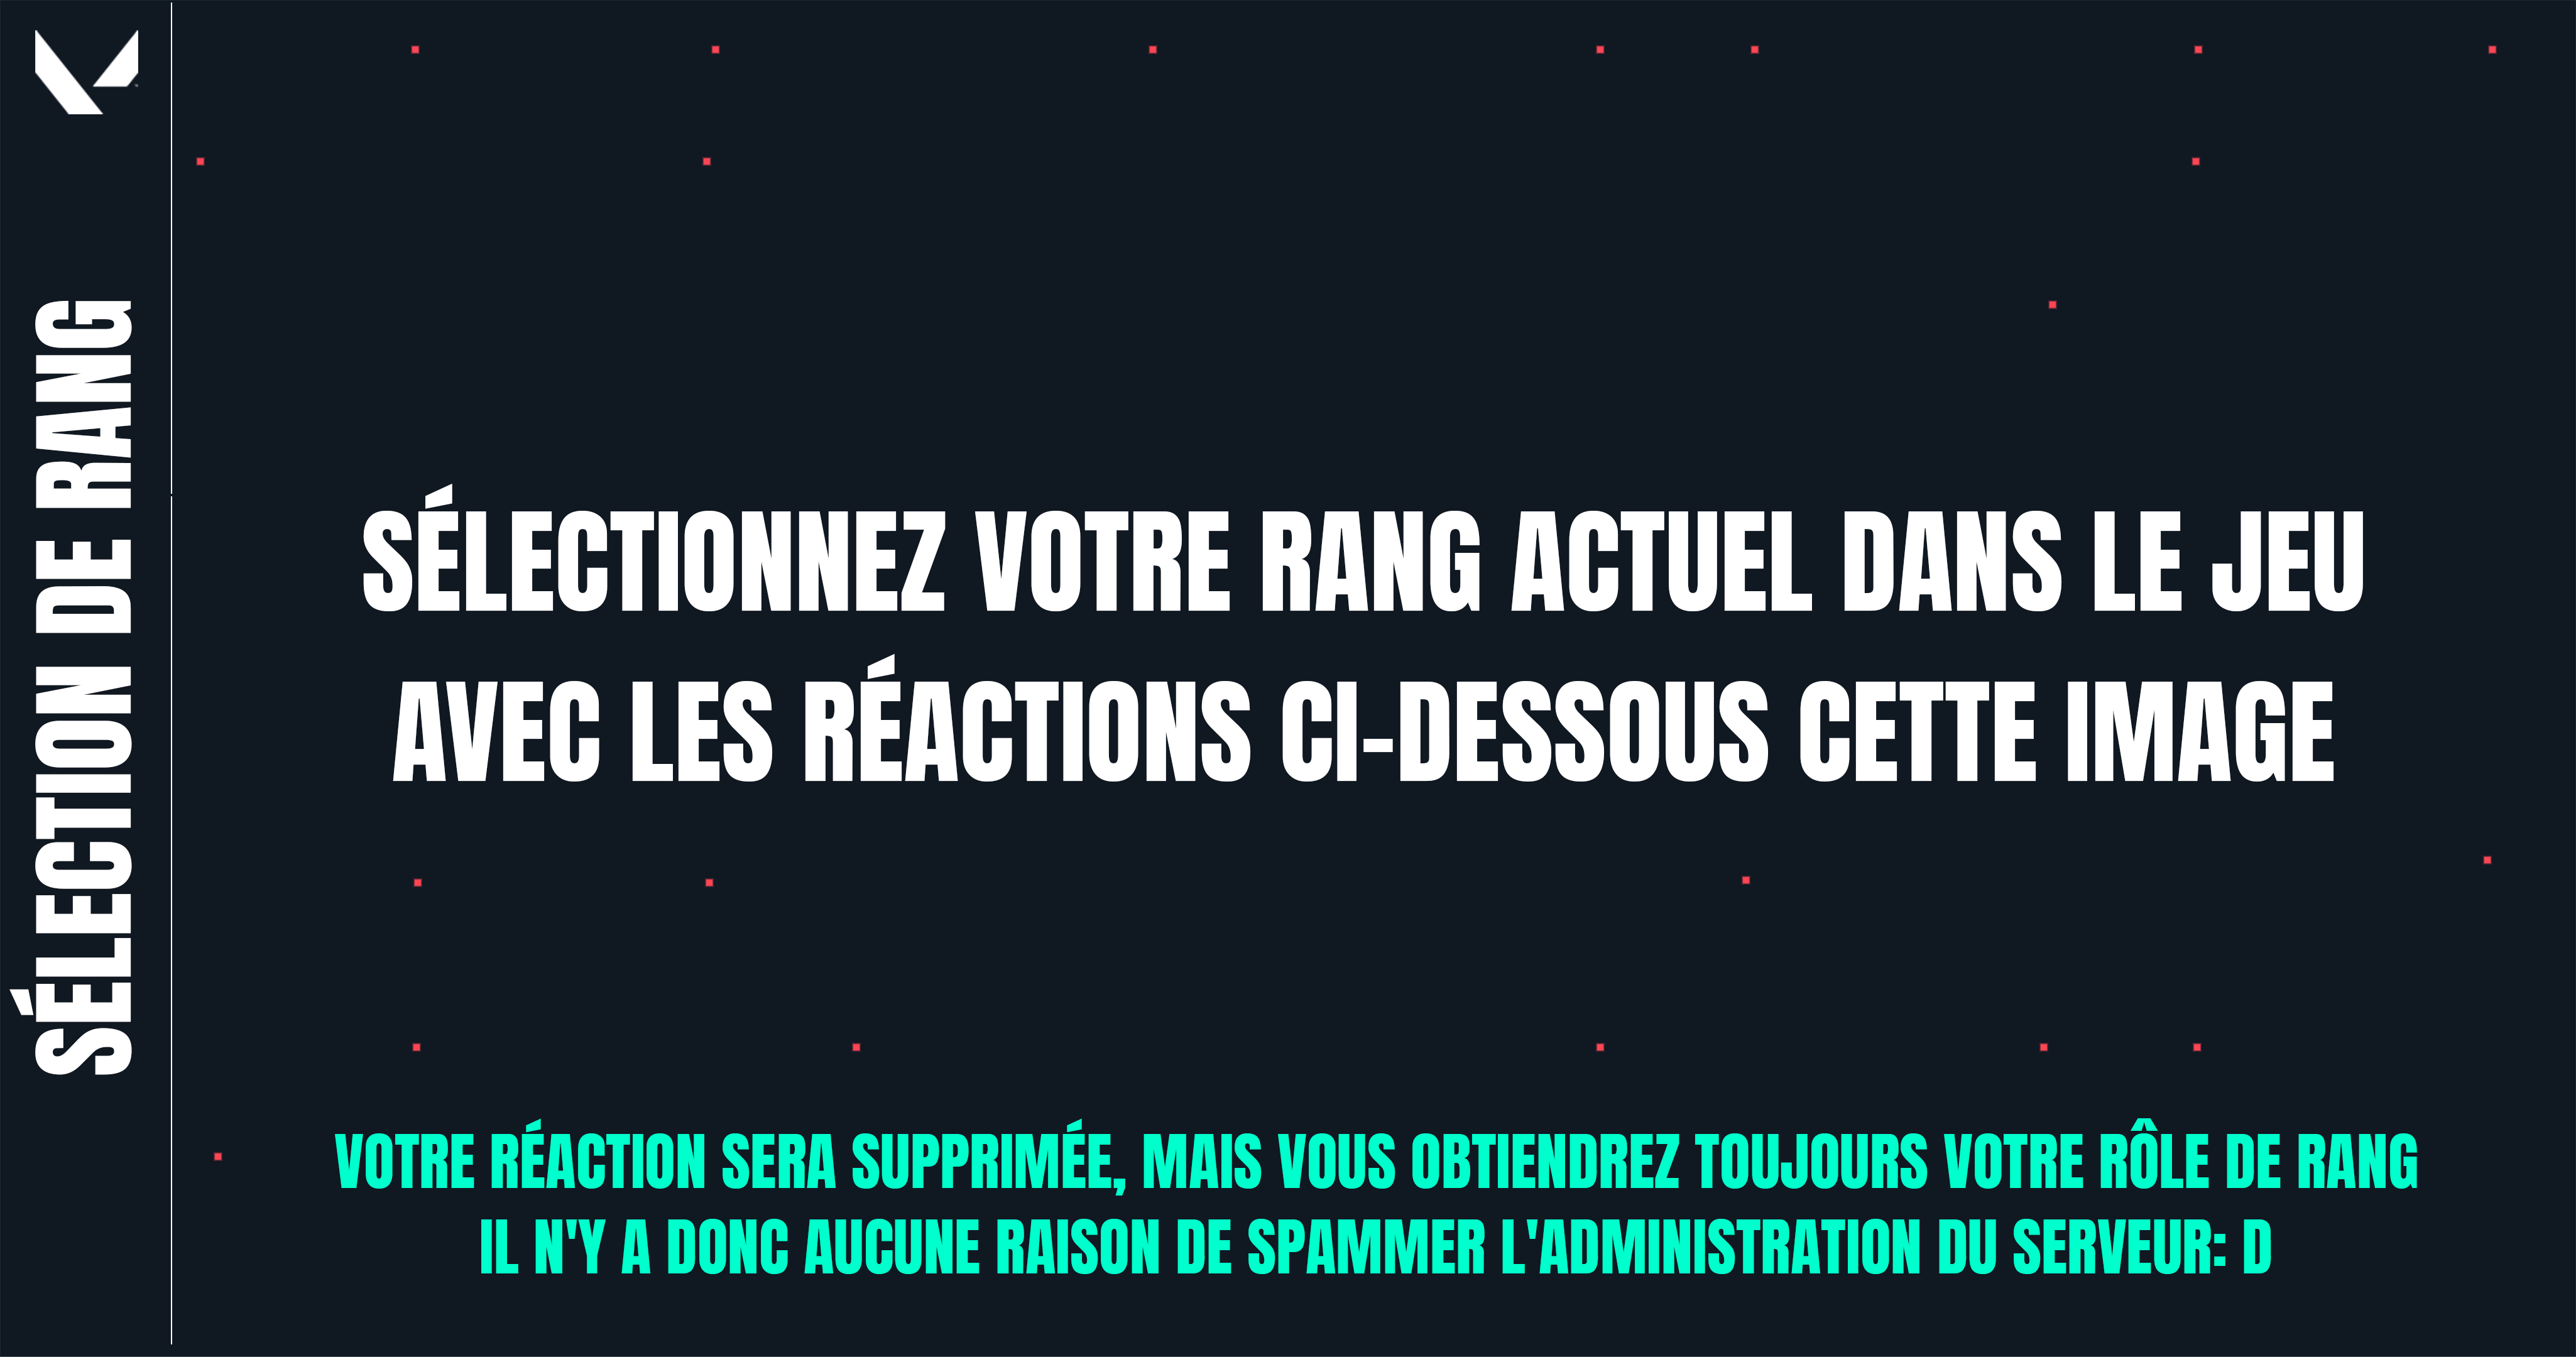 SÉLECTION DE RANG
SÉLECTIONNEZ VOTRE RANG ACTUEL DANS LE JEU
AVEC LES RÉACTIONS CI-DESSOUS CETTE IMAGE
VOTRE RÉACTION SERA SUPPRIMÉE, MAIS VOUS OBTIENDREZ TOUJOURS VOTRE RÔLE DE RANG
IL N'Y A DONC AUCUNE RAISON DE SPAMMER L'ADMINISTRATION DU SERVEUR: D